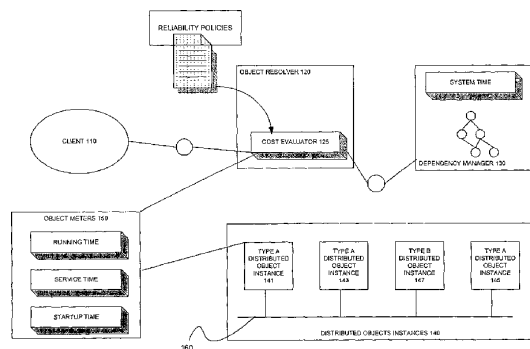 RELIABILITY POLICIES
OBJECT RESOLVER 120
SYSTEM TIME
CLIENT 110
COST EVALUATOR 125
DEPENDENCY MANAGER 130
OBJECT METERS 150
RUNNING TIME
SERVICE TIME
STARTUP TIME
TYPE A
DISTRIBUTED
OBJECT
INSTANCE
141
TYPE A
DISTRIBUTED
OBJECT
INSTANCE
143
TYPE B
DISTRIBUTED
OBJECT
INSTANCE
147
TYPE A
DISTRIBUTED
OBJECT
INSTANCE
145
DISTRIBUTED OBJECTS INSTANCES 140
160